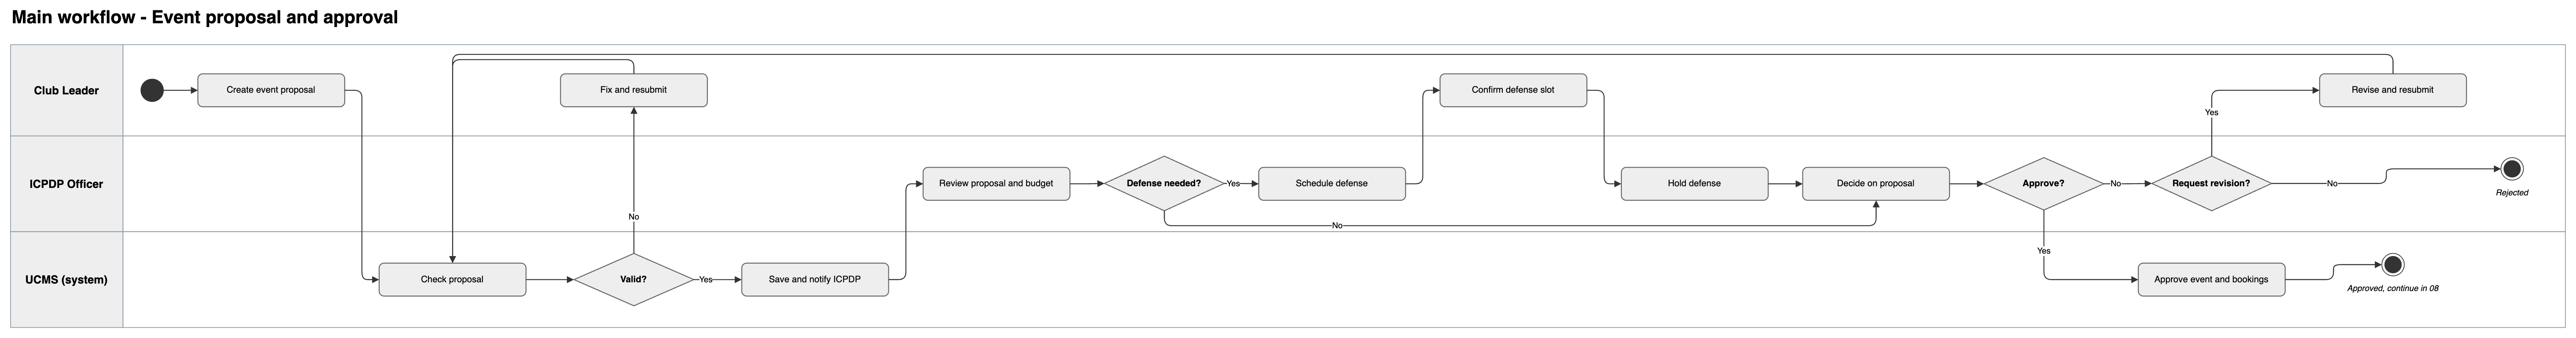 Main workflow - Event proposal and approval
Club Leader
Create event proposal
Fix and resubmit
Confirm defense slot
Revise and resubmit
Yes
ICPDP Officer
Review proposal and budget
Defense needed?
Yes
Schedule defense
Hold defense
Decide on proposal
Approve?
No
Request revision?
No
Rejected
No
No
UCMS (system)
Check proposal
Valid?
Yes
Save and notify ICPDP
Yes
Approve event and bookings
Approved, continue in 08